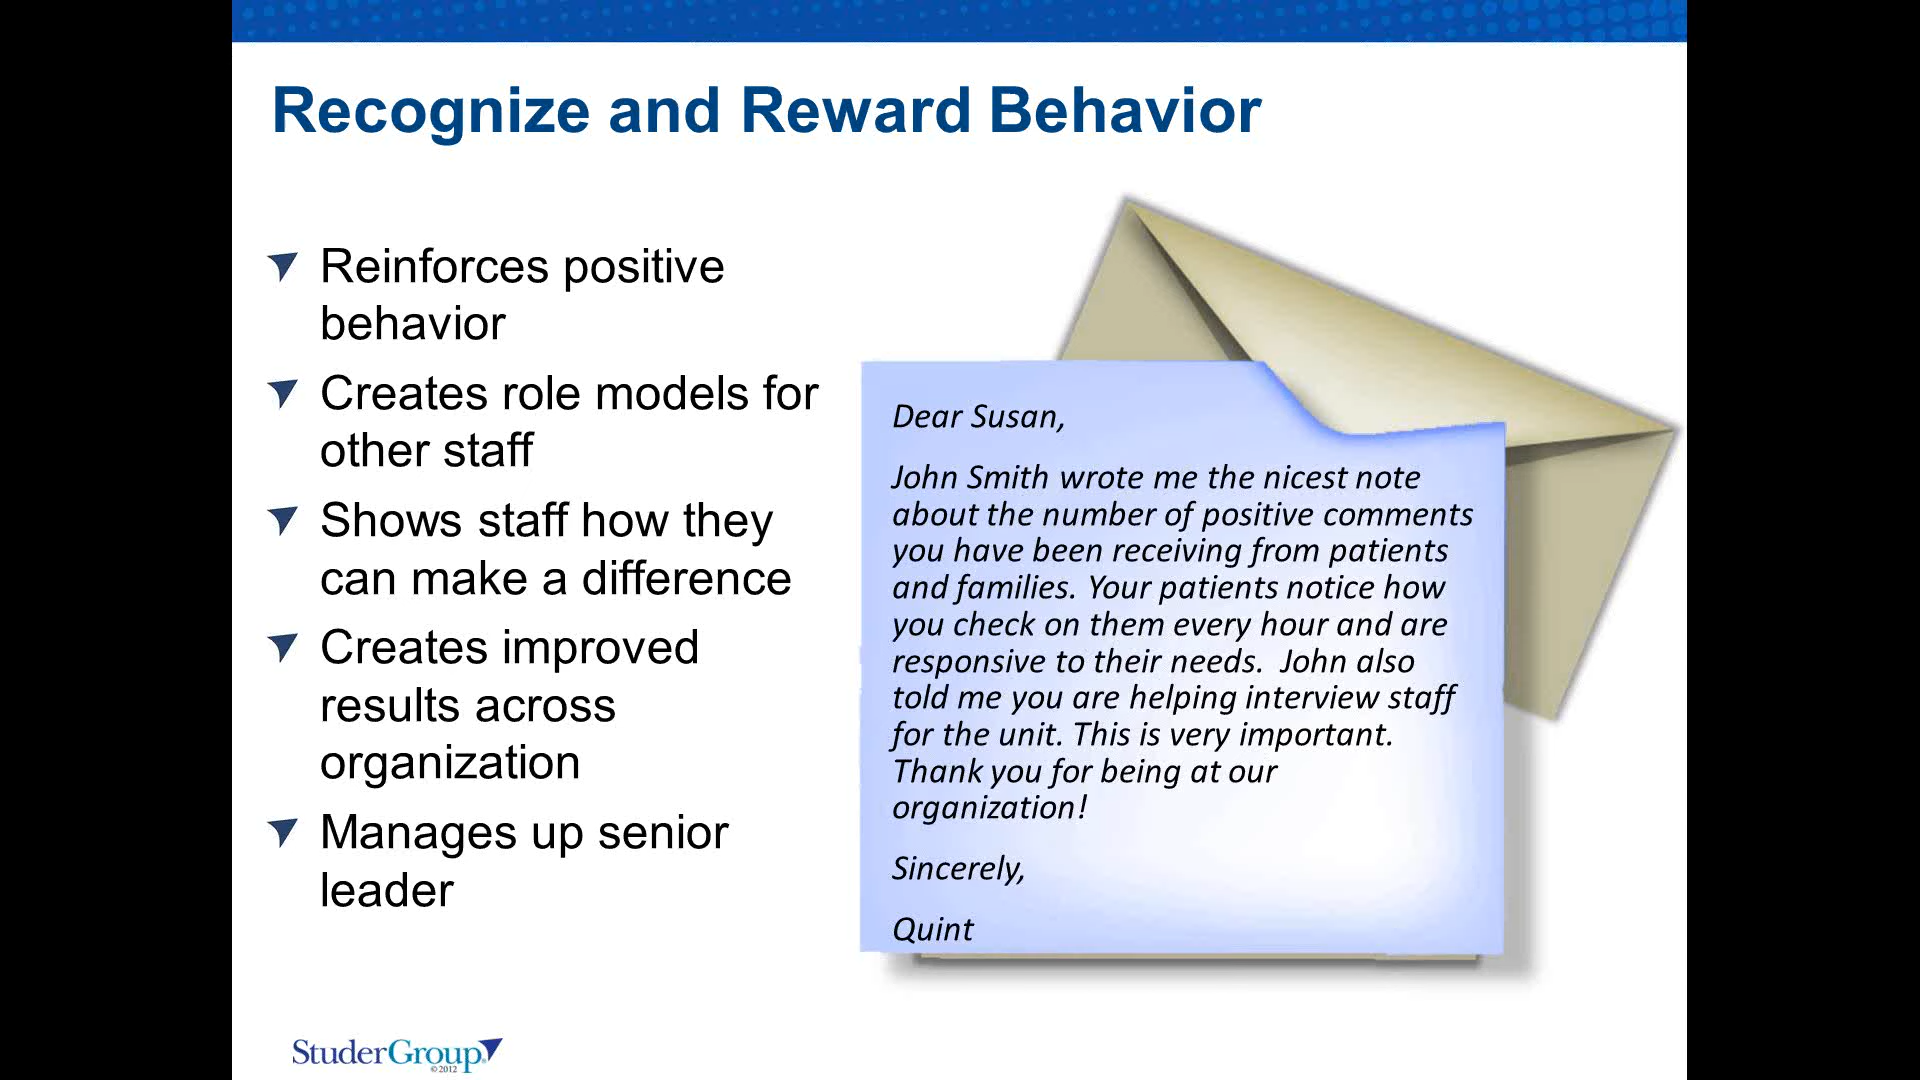 Recognize and Reward Behavior
Reinforces positive
behavior
Creates role models for
other staff
Shows staff how they
can make a difference
Creates improved
results across
organization
Manages up senior
leader
Dear Susan,
John Smith wrote me the nicest note
about the number of positive comments
you have been receiving from patients
and families. Your patients notice how
you check on them every hour and are
responsive to their needs.  John also
told me you are helping interview staff
for the unit. This is very important.
Thank you for being at our
organization!
Sincerely,
Quint
StuderGroup
© 2012